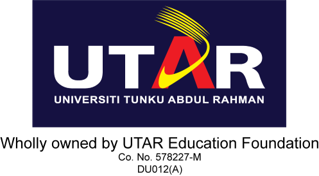 UTAR
UNIVERSITI TUNKU ABDUL RAHMAN
Wholly owned by UTAR Education Foundation
Co. No. 578227-M
DU012(A)